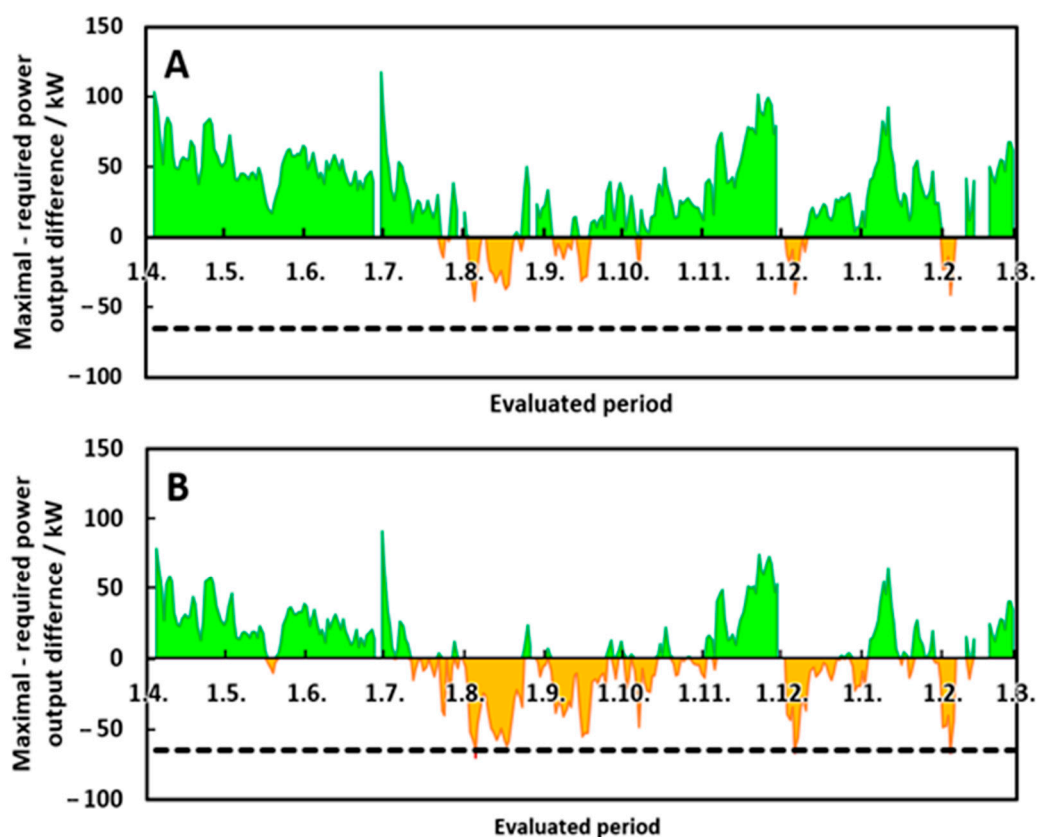 Maximal - required power
output difference / kW
150
100
50
0
−50
−100
A
1.4. 1.5. 1.6. 1.7. 1.8. 1.9. 1.10. 1.11. 1.12. 1.1. 1.2. 1.3.
Evaluated period
Maximal - required power
output differnce / kW
150
100
50
0
−50
−100
B
1.4. 1.5. 1.6. 1.7. 1.8. 1.9. 1.10. 1.11. 1.12. 1.1. 1.2. 1.3.
Evaluated period